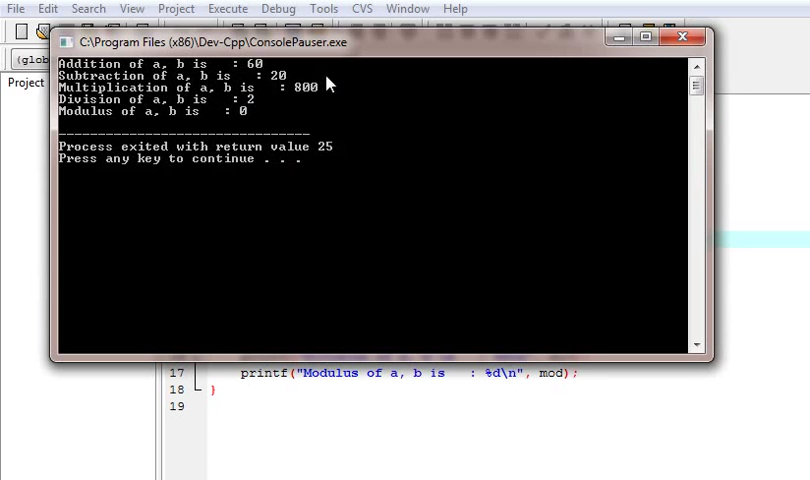 File Edit Search View Project Execute Debug Tools CVS Window Help
C:\Program Files (x86)\Dev-Cpp\ConsolePauser.exe
(glob
Project
Addition of a, b is   : 60
Subtraction of a, b is   : 20
Multiplication of a, b is   : 800
Division of a, b is   : 2
Modulus of a, b is   : 0
--------------------------------
Process exited with return value 25
Press any key to continue . . .
17 printf("Modulus of a, b is   : %d\n", mod);
18 }
19